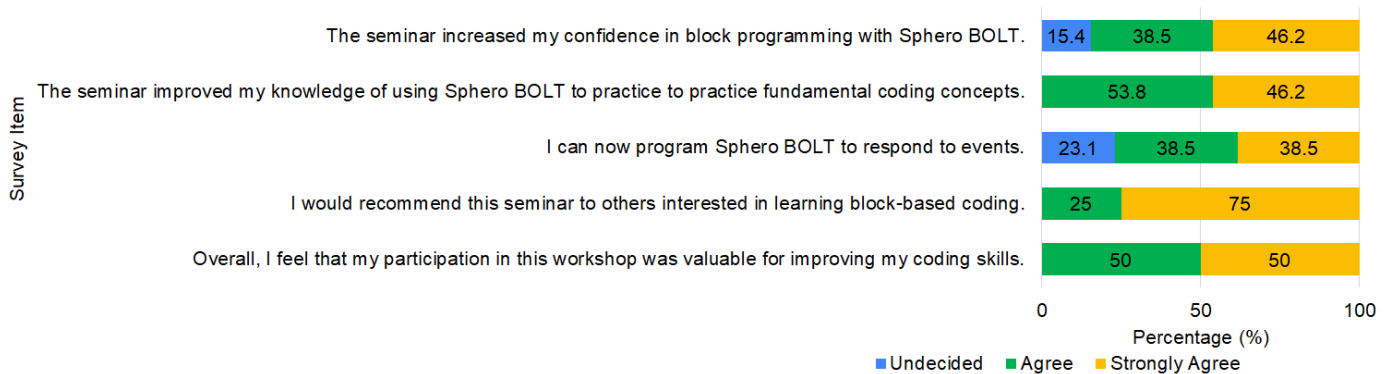 The seminar increased my confidence in block programming with Sphero BOLT.
15.4 38.5 46.2
The seminar improved my knowledge of using Sphero BOLT to practice to practice fundamental coding concepts.
53.8 46.2
I can now program Sphero BOLT to respond to events.
23.1 38.5 38.5
I would recommend this seminar to others interested in learning block-based coding.
25 75
Overall, I feel that my participation in this workshop was valuable for improving my coding skills.
50 50
Survey Item
0 50 100
Percentage (%)
Undecided Agree Strongly Agree